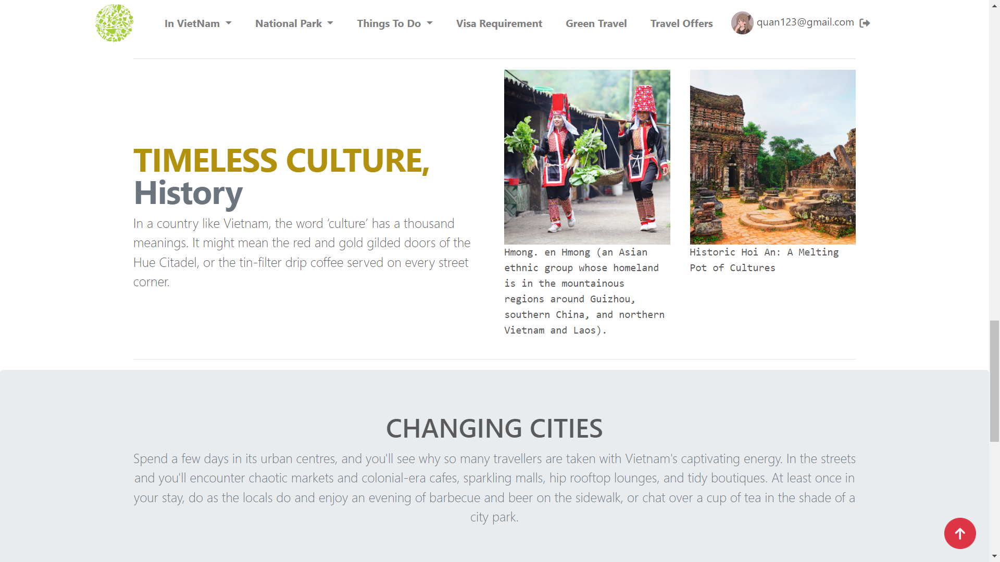 In VietNam
National Park
Things To Do
Visa Requirement
Green Travel
Travel Offers
quan123@gmail.com
TIMELESS CULTURE,
History
In a country like Vietnam, the word ‘culture’ has a thousand
meanings. It might mean the red and gold gilded doors of the
Hue Citadel, or the tin-filter drip coffee served on every street
corner.
Hmong. en Hmong (an Asian
ethnic group whose homeland
is in the mountainous
regions around Guizhou,
southern China, and northern
Vietnam and Laos).
Historic Hoi An: A Melting
Pot of Cultures
CHANGING CITIES
Spend a few days in its urban centres, and you'll see why so many travellers are taken with Vietnam's captivating energy. In the streets
and you'll encounter chaotic markets and colonial-era cafes, sparkling malls, hip rooftop lounges, and tidy boutiques. At least once in
your stay, do as the locals do and enjoy an evening of barbecue and beer on the sidewalk, or chat over a cup of tea in the shade of a
city park.